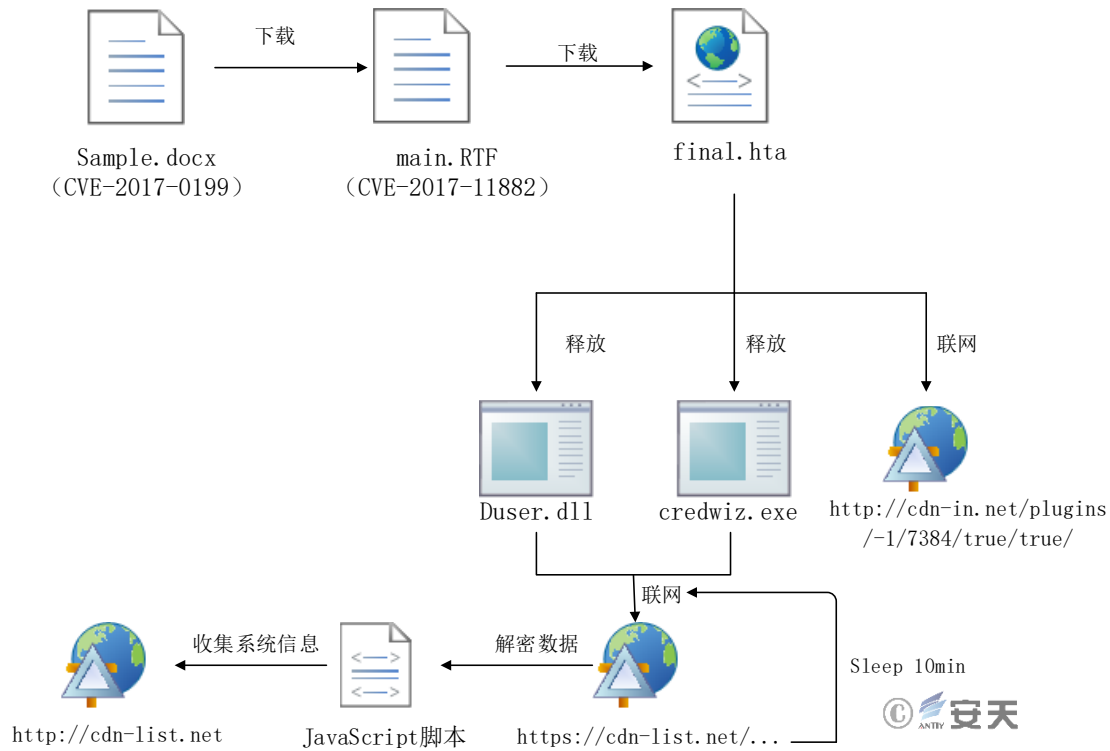 下载
下载
Sample.docx
（CVE-2017-0199）
main.RTF
（CVE-2017-11882）
final.hta
释放
释放
联网
Duser.dll
credwiz.exe
http://cdn-in.net/plugins
/-1/7384/true/true/
联网
收集系统信息
解密数据
Sleep 10min
http://cdn-list.net
JavaScript脚本
https://cdn-list.net/...
© ANTIY 安天